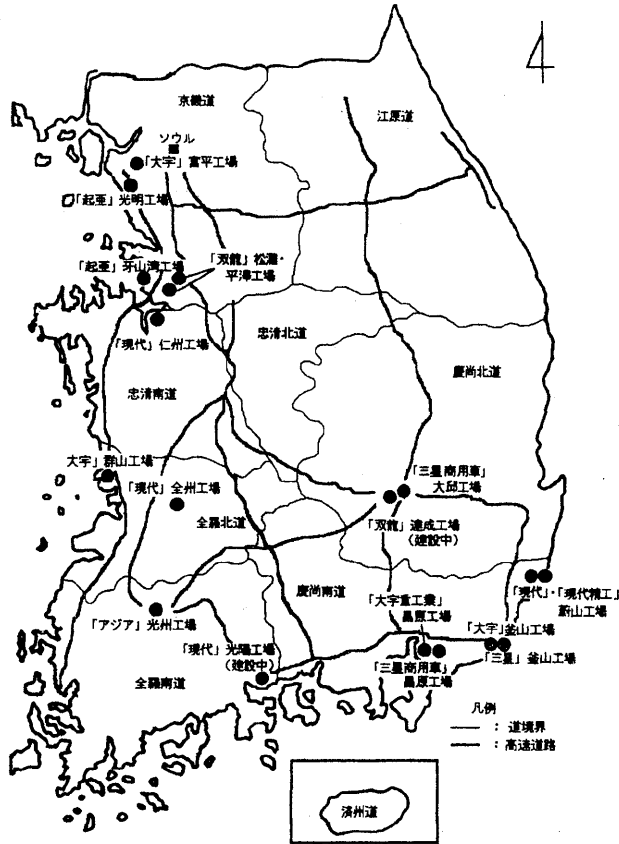 京畿道
江原道
ソウル
「大宇」富平工場
「起亜」光明工場
「起亜」牙山湾工場
「双龍」松灘・
平沢工場
「現代」仁州工場
忠清北道
慶尚北道
忠清南道
大宇」群山工場
「現代」全州工場
「三星商用車」
大邱工場
全羅北道
「双龍」達成工場
(建設中)
慶尚南道
「現代」・「現代精工」
蔚山工場
「大宇重工業」
昌原工場
「アジア」光州工場
「大宇」釜山工場
「現代」光陽工場
(建設中)
「三星」釜山工場
「三星商用車」
昌原工場
全羅南道
凡例
：道境界
：高速道路
済州道